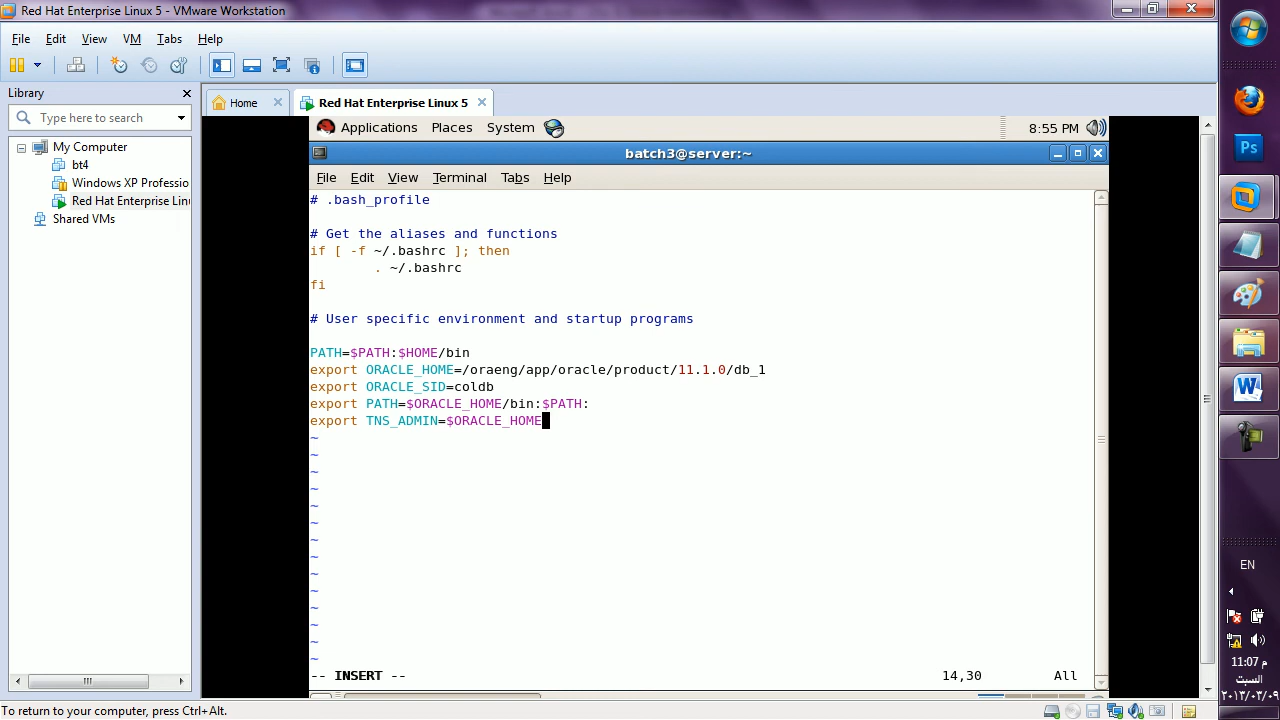 Red Hat Enterprise Linux 5 - VMware Workstation
File Edit View VM Tabs Help
Library
Type here to search
My Computer
bt4
Windows XP Professio
Red Hat Enterprise Linu
Shared VMs
Home
Red Hat Enterprise Linux 5
Applications Places System
8:55 PM
batch3@server:~
File Edit View Terminal Tabs Help
# .bash_profile
# Get the aliases and functions
if [ -f ~/.bashrc ]; then
. ~/.bashrc
fi
# User specific environment and startup programs
PATH=$PATH:$HOME/bin
export ORACLE_HOME=/oraeng/app/oracle/product/11.1.0/db_1
export ORACLE_SID=coldb
export PATH=$ORACLE_HOME/bin:$PATH:
export TNS_ADMIN=$ORACLE_HOME
~
~
~
~
~
~
~
~
~
~
~
~
~
~
-- INSERT -- 14,30 All
To return to your computer, press Ctrl+Alt.
Ps
W
EN
11:07 م
السبت
٢٠١٣/٠٣/٠٩